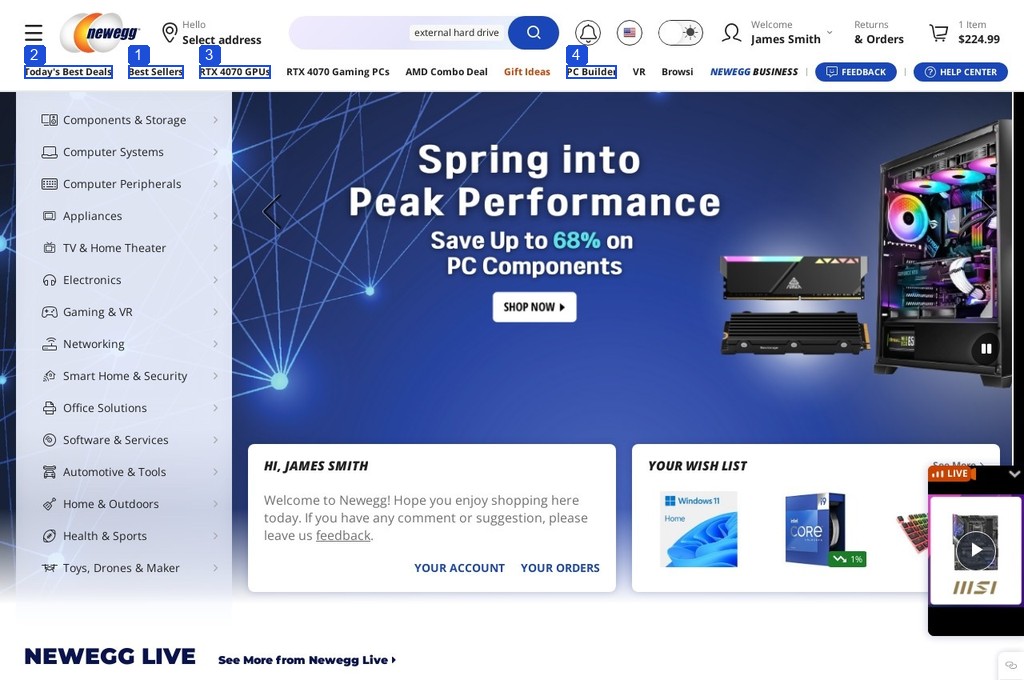 newegg
Hello
Select address
external hard drive
Welcome
James Smith
Returns
& Orders
1 Item
$224.99
2
1
3
4
Today's Best Deals
Best Sellers
RTX 4070 GPUs
RTX 4070 Gaming PCs
AMD Combo Deal
Gift Ideas
PC Builder
VR
Browsi
NEWEGG BUSINESS
FEEDBACK
HELP CENTER
Components & Storage
Computer Systems
Computer Peripherals
Appliances
TV & Home Theater
Electronics
Gaming & VR
Networking
Smart Home & Security
Office Solutions
Software & Services
Automotive & Tools
Home & Outdoors
Health & Sports
Toys, Drones & Maker
Spring into
Peak Performance
Save Up to 68% on
PC Components
SHOP NOW
HI, JAMES SMITH
Welcome to Newegg! Hope you enjoy shopping here
today. If you have any comment or suggestion, please
leave us feedback.
YOUR ACCOUNT
YOUR ORDERS
YOUR WISH LIST
See More
Windows 11
Home
intel
CORE
i9
1%
LIVE
msi
NEWEGG LIVE
See More from Newegg Live